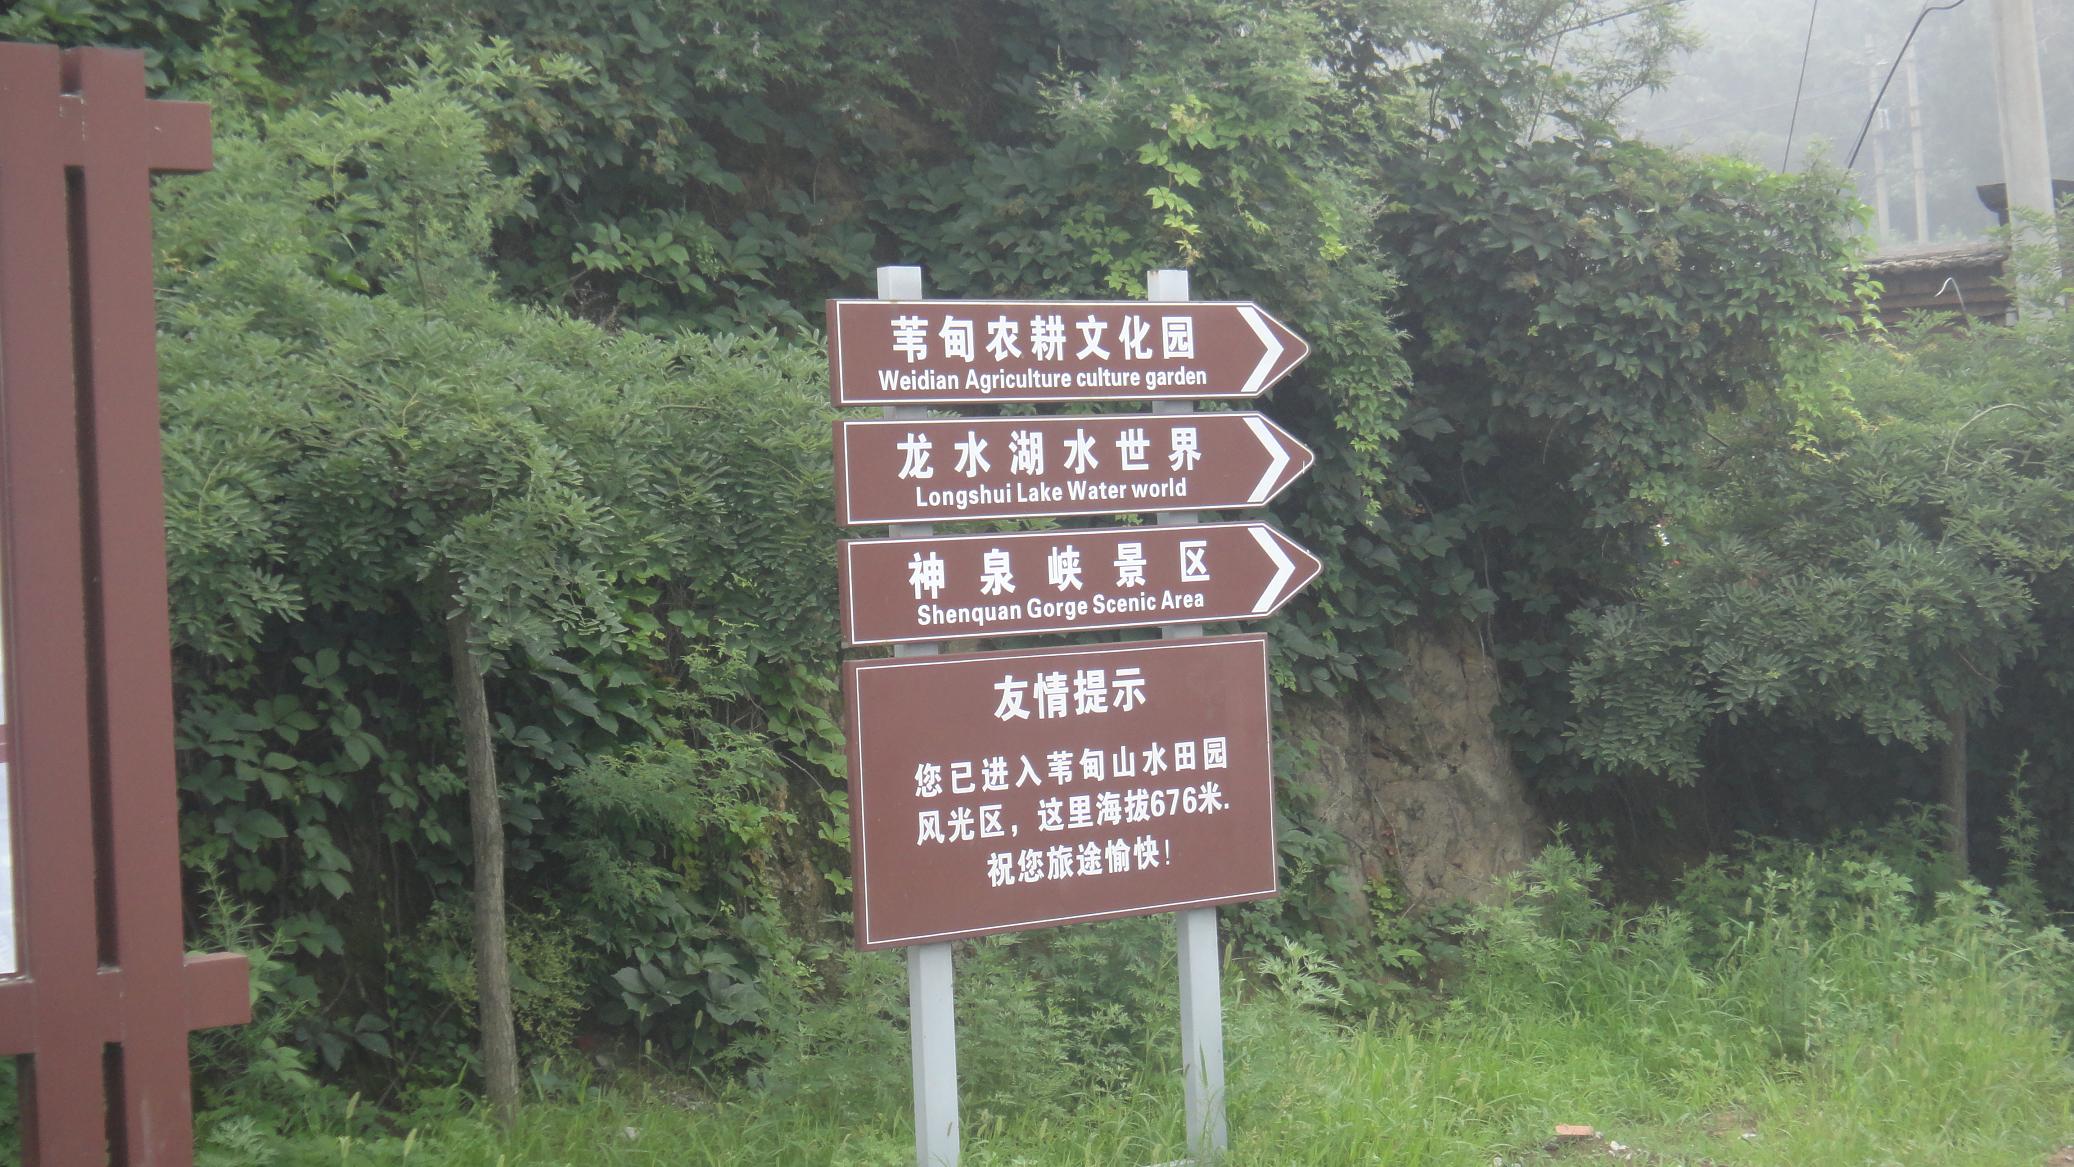 苇甸农耕文化园
Weidian Agriculture culture garden
龙水湖水世界
Longshui Lake Water world
神泉峡景区
Shenquan Gorge Scenic Area
友情提示
您已进入苇甸山水田园
风光区，这里海拔676米.
祝您旅途愉快！